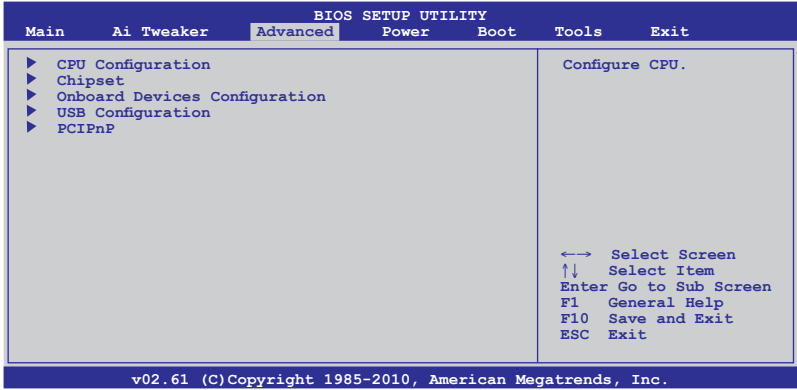 BIOS SETUP UTILITY
Main Ai Tweaker Advanced Power Boot Tools Exit
CPU Configuration
Chipset
Onboard Devices Configuration
USB Configuration
PCIPnP
Configure CPU.
←→ Select Screen
↑↓ Select Item
Enter Go to Sub Screen
F1 General Help
F10 Save and Exit
ESC Exit
v02.61 (C)Copyright 1985-2010, American Megatrends, Inc.